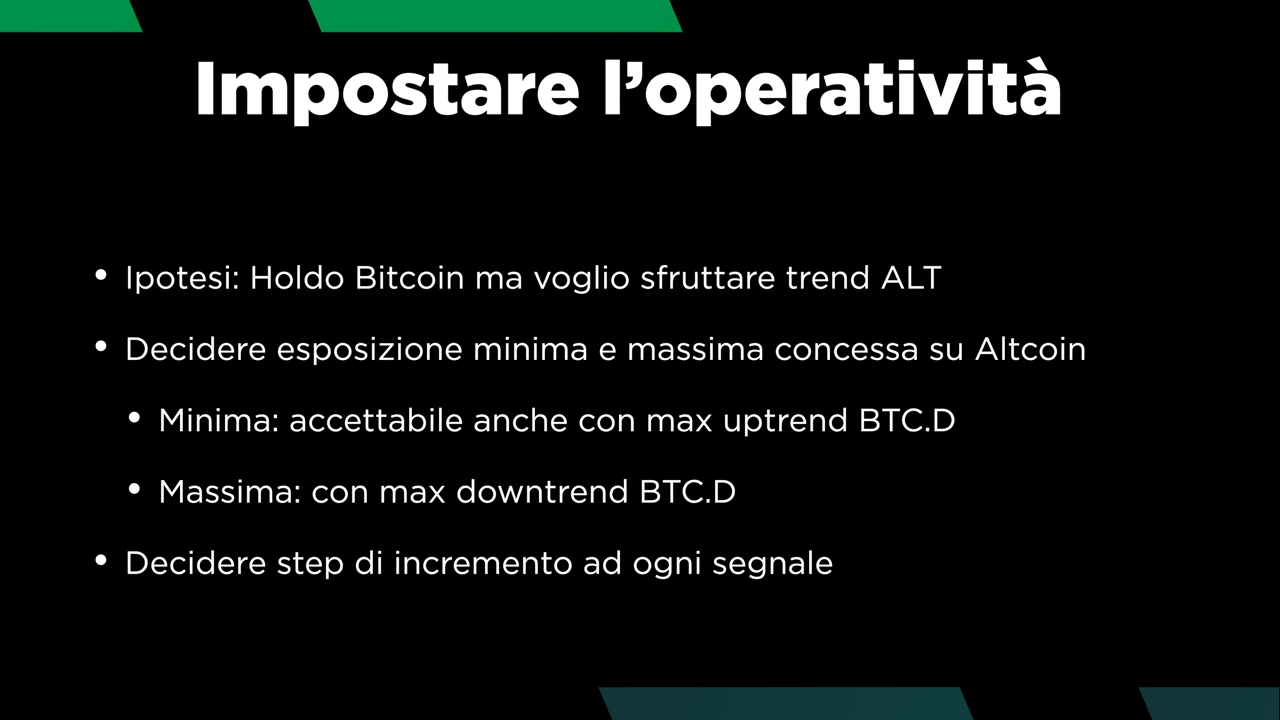 Impostare l’operatività
• Ipotesi: Holdo Bitcoin ma voglio sfruttare trend ALT
• Decidere esposizione minima e massima concessa su Altcoin
• Minima: accettabile anche con max uptrend BTC.D
• Massima: con max downtrend BTC.D
• Decidere step di incremento ad ogni segnale